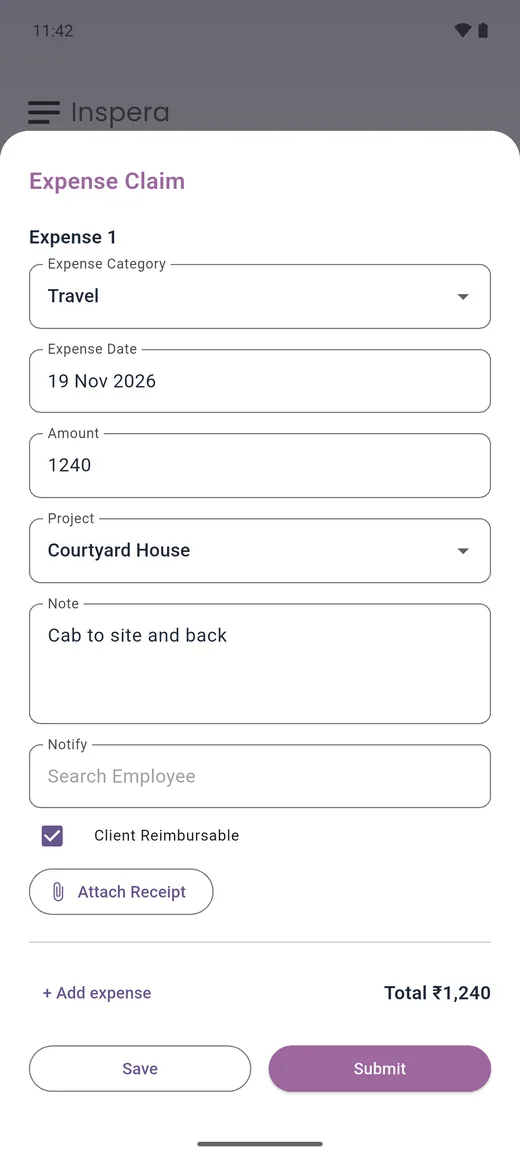 11:42
Inspera
Expense Claim
Expense 1
Expense Category
Travel
Expense Date
19 Nov 2026
Amount
1240
Project
Courtyard House
Note
Cab to site and back
Notify
Search Employee
Client Reimbursable
Attach Receipt
+ Add expense Total ₹1,240
Save Submit